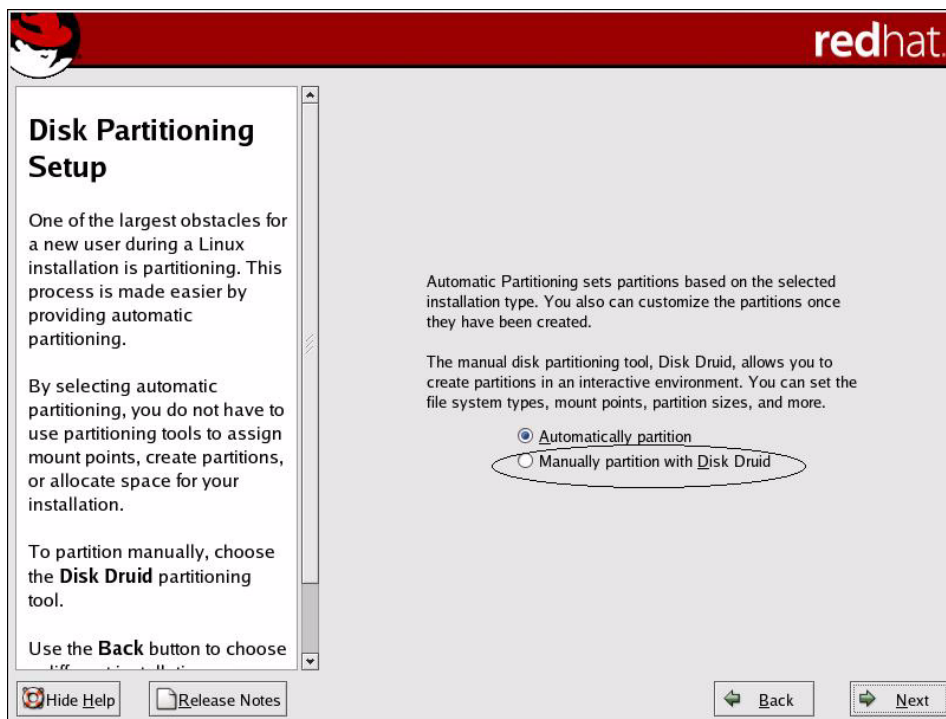 redhat.
Disk Partitioning
Setup
One of the largest obstacles for
a new user during a Linux
installation is partitioning. This
process is made easier by
providing automatic
partitioning.
By selecting automatic
partitioning, you do not have to
use partitioning tools to assign
mount points, create partitions,
or allocate space for your
installation.
To partition manually, choose
the Disk Druid partitioning
tool.
Use the Back button to choose
Automatic Partitioning sets partitions based on the selected
installation type. You also can customize the partitions once
they have been created.
The manual disk partitioning tool, Disk Druid, allows you to
create partitions in an interactive environment. You can set the
file system types, mount points, partition sizes, and more.
Automatically partition
Manually partition with Disk Druid
Hide Help
Release Notes
Back
Next